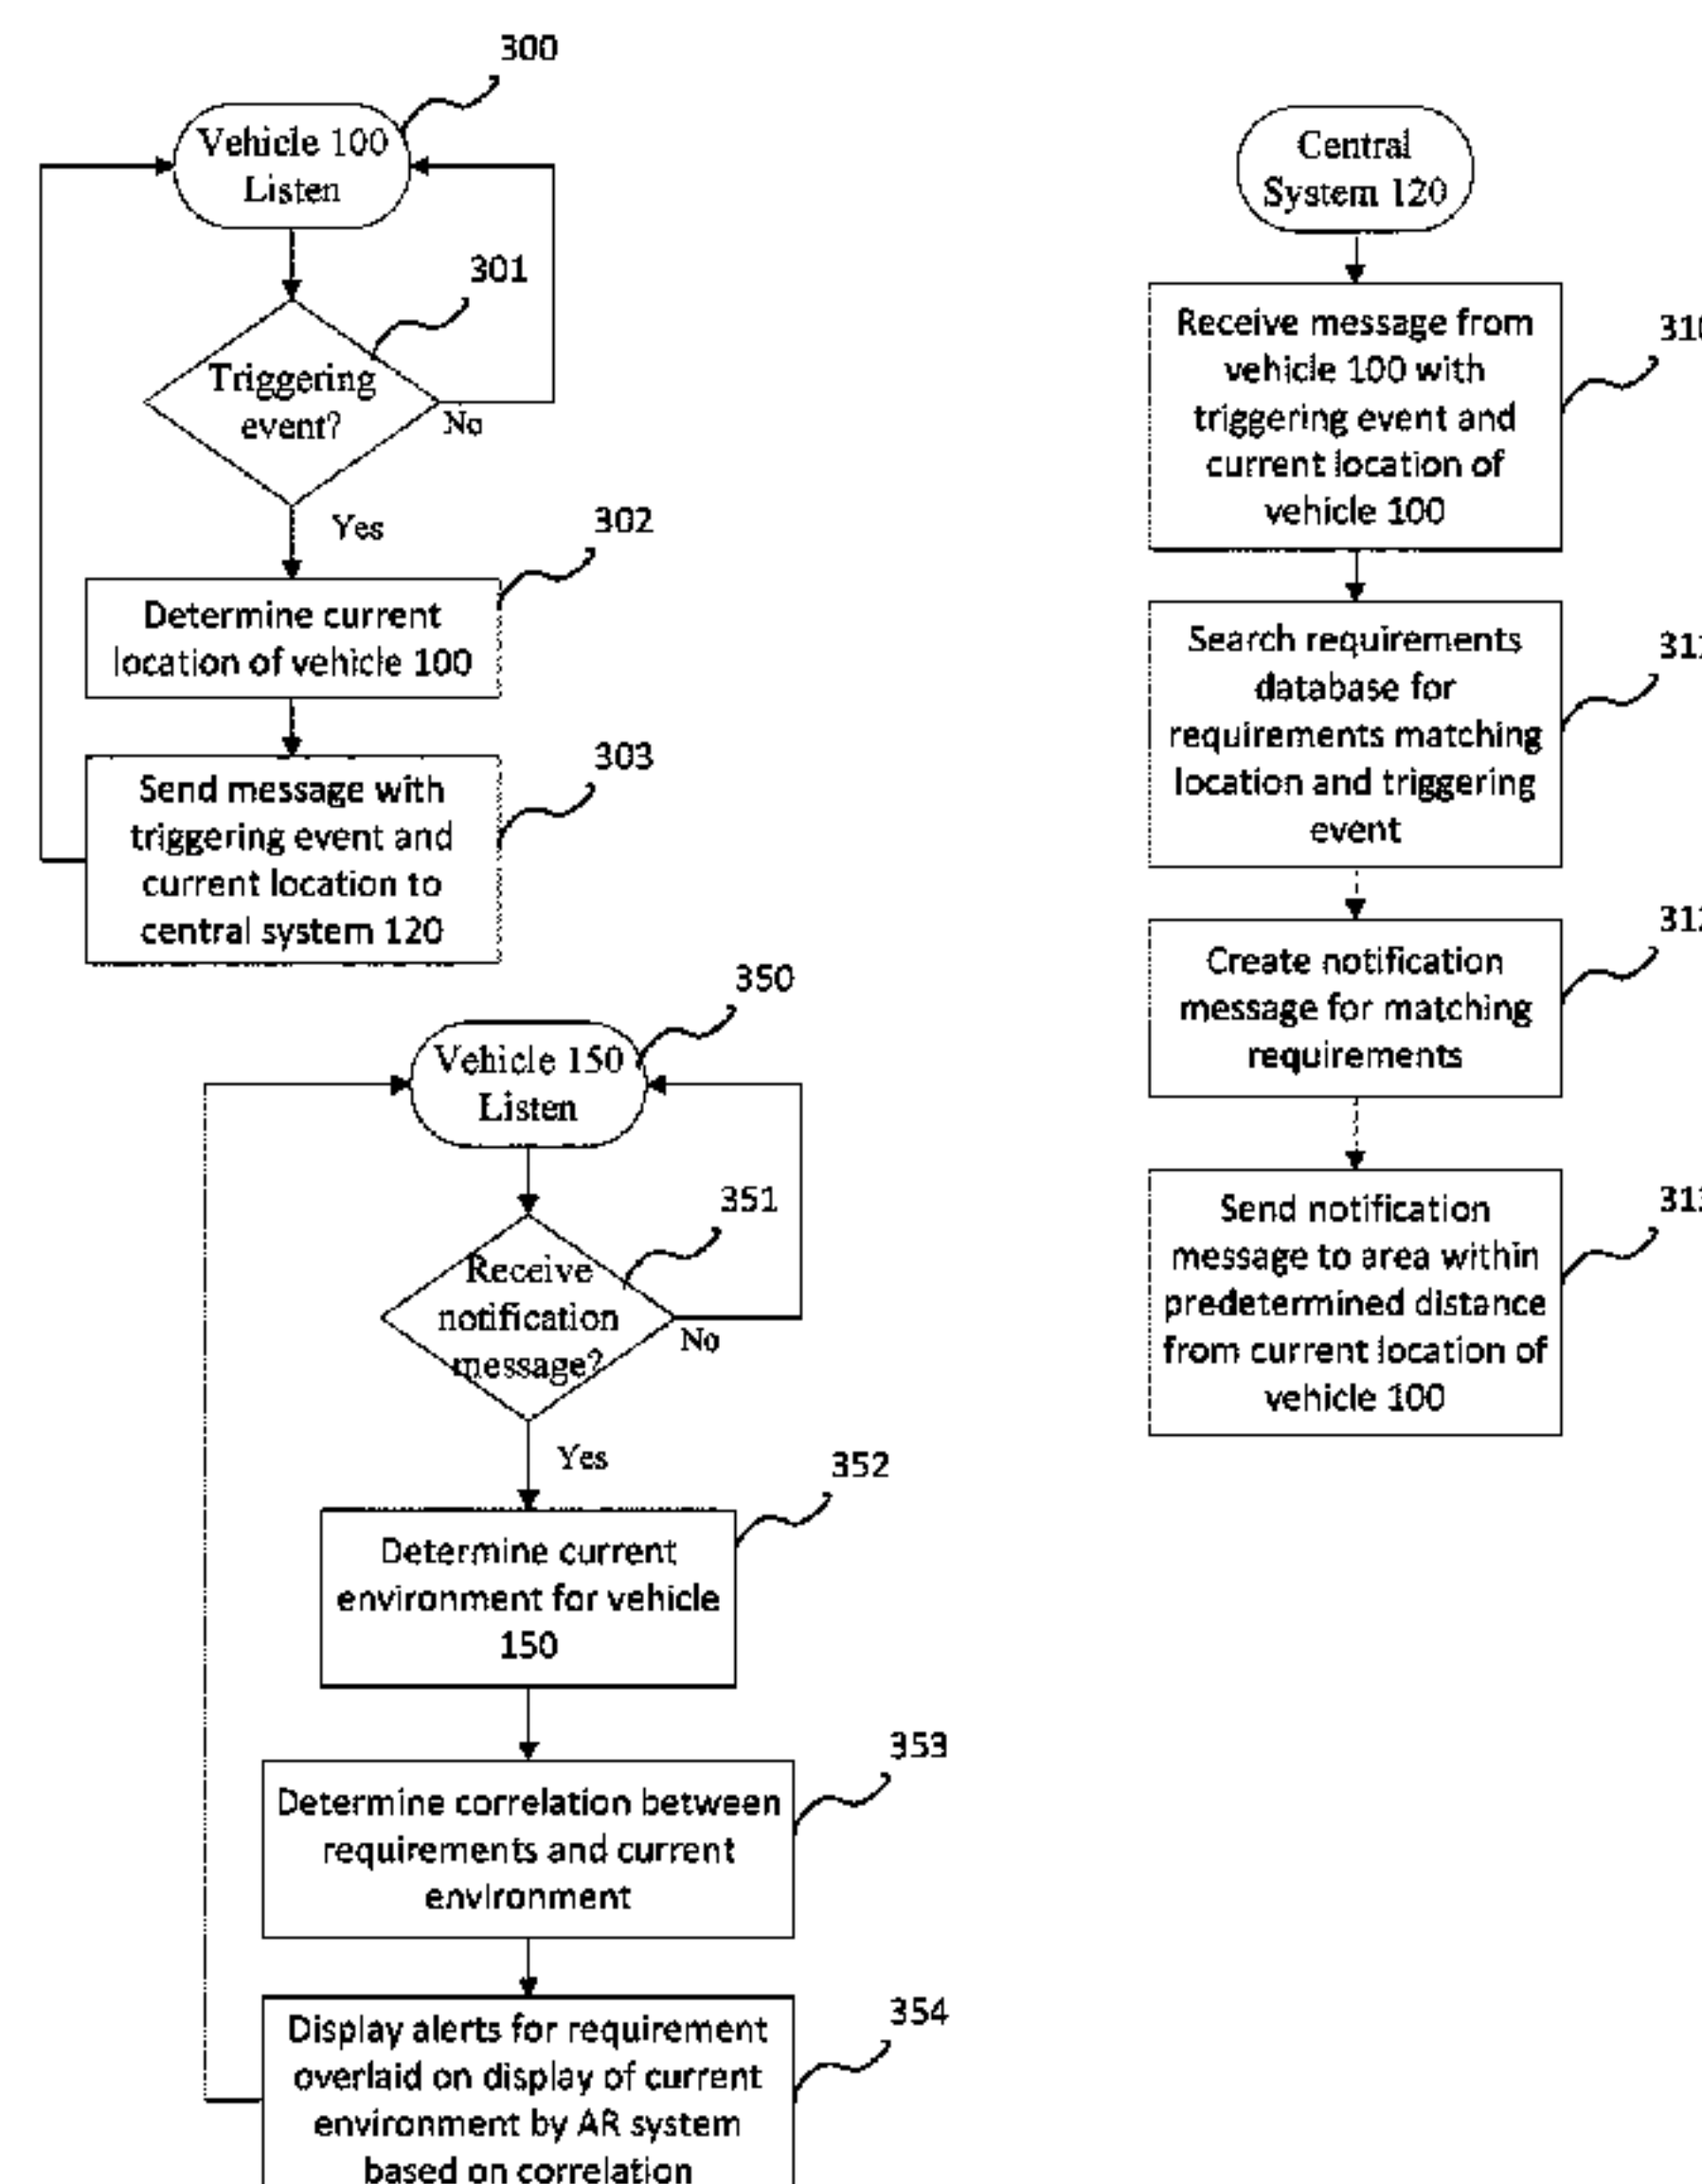 300
Vehicle 100
Listen
301
Triggering
event?
No
Yes
302
Determine current
location of vehicle 100
303
Send message with
triggering event and
current location to
central system 120
350
Vehicle 150
Listen
351
Receive
notification
message?
No
Yes
352
Determine current
environment for vehicle
150
353
Determine correlation between
requirements and current
environment
354
Display alerts for requirement
overlaid on display of current
environment by AR system
based on correlation
Central
System 120
Receive message from
vehicle 100 with
triggering event and
current location of
vehicle 100
310
Search requirements
database for
requirements matching
location and triggering
event
Create notification
message for matching
requirements
312
Send notification
message to area within
predetermined distance
from current location of
vehicle 100